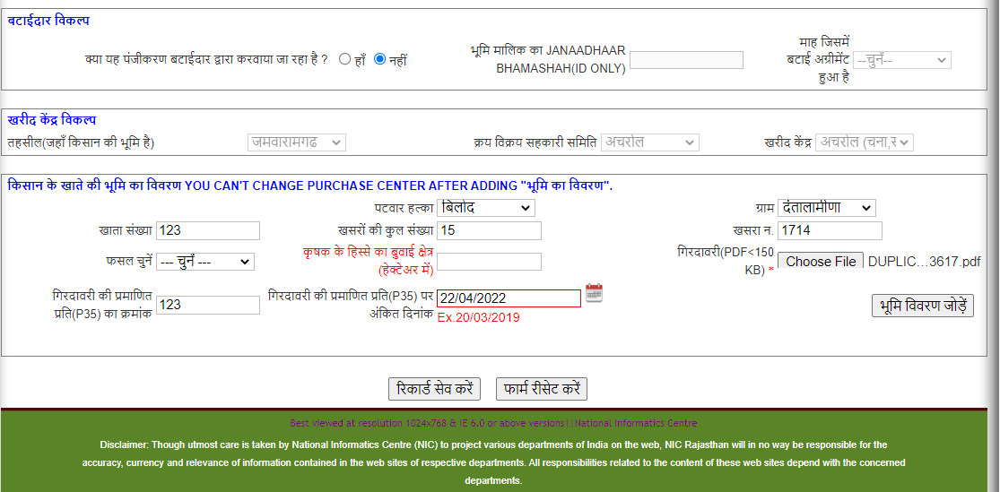 बटाईदार विकल्प
क्या यह पंजीकरण बटाईदार द्वारा करवाया जा रहा है ? हाँ नहीं
भूमि मालिक का JANAADHAAR
BHAMASHAH(ID ONLY)
माह जिसमें
बटाई अग्रीमेंट
हुआ है
--चुनें--
खरीद केंद्र विकल्प
तहसील(जहाँ किसान की भूमि है) जमवारामगढ क्रय विक्रय सहकारी समिति अचरोल खरीद केंद्र अचरोल (चना,स
किसान के खाते की भूमि का विवरण YOU CAN'T CHANGE PURCHASE CENTER AFTER ADDING "भूमि का विवरण".
पटवार हल्का बिलोद ग्राम दंतालामीणा
खाता संख्या 123 खसरों की कुल संख्या 15 खसरा न. 1714
फसल चुनें --- चुनें ---
कृषक के हिस्से का बुवाई क्षेत्र
(हेक्टेअर में)
गिरदावरी(PDF<150
KB) *
Choose File DUPLIC...3617.pdf
गिरदावरी की प्रमाणित
प्रति(P35) का क्रमांक
123
गिरदावरी की प्रमाणित प्रति(P35) पर
अंकित दिनांक
22/04/2022
Ex.20/03/2019
भूमि विवरण जोड़ें
रिकार्ड सेव करें फार्म रीसेट करें
Best viewed at resolution 1024x768 & IE 6.0 or above versions||National Informatics Centre
Disclaimer: Though utmost care is taken by National Informatics Centre (NIC) to project various departments of India on the web, NIC Rajasthan will in no way be responsible for the
accuracy, currency and relevance of information contained in the web sites of respective departments. All responsibilities related to the content of these web sites depend with the concerned
departments.